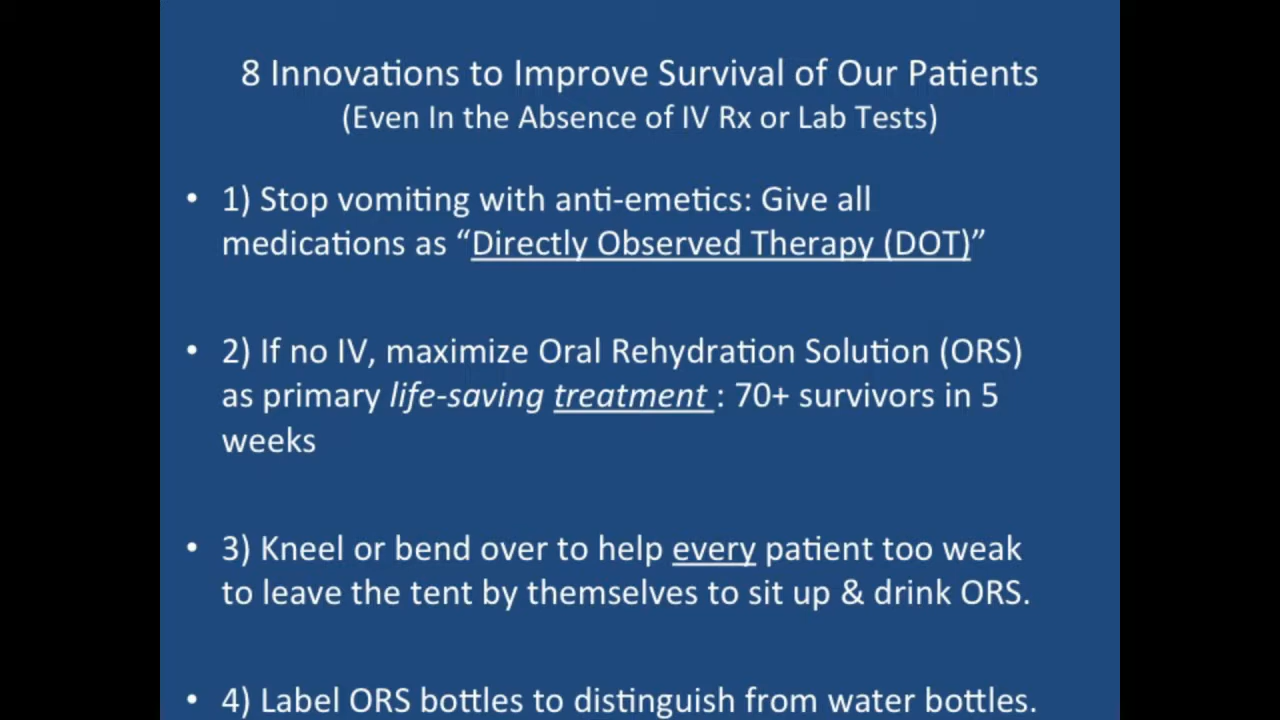 8 Innovations to Improve Survival of Our Patients
(Even In the Absence of IV Rx or Lab Tests)
• 1) Stop vomiting with anti-emetics: Give all
medications as “Directly Observed Therapy (DOT)”
• 2) If no IV, maximize Oral Rehydration Solution (ORS)
as primary life-saving treatment : 70+ survivors in 5
weeks
• 3) Kneel or bend over to help every patient too weak
to leave the tent by themselves to sit up & drink ORS.
• 4) Label ORS bottles to distinguish from water bottles.